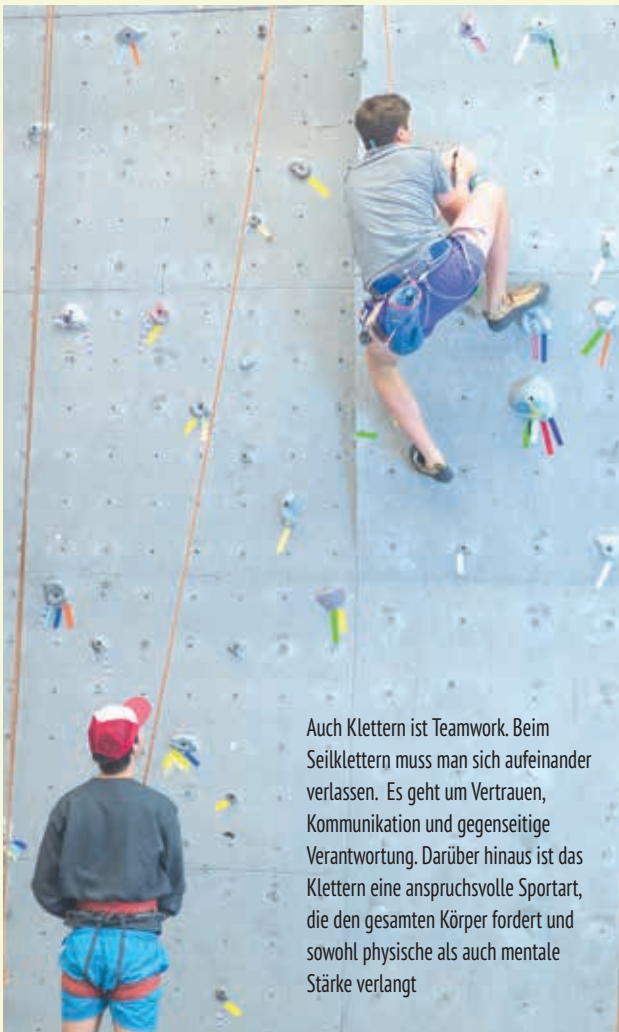 Auch Klettern ist Teamwork. Beim
Seilklettern muss man sich aufeinander
verlassen. Es geht um Vertrauen,
Kommunikation und gegenseitige
Verantwortung. Darüber hinaus ist das
Klettern eine anspruchsvolle Sportart,
die den gesamten Körper fordert und
sowohl physische als auch mentale
Stärke verlangt